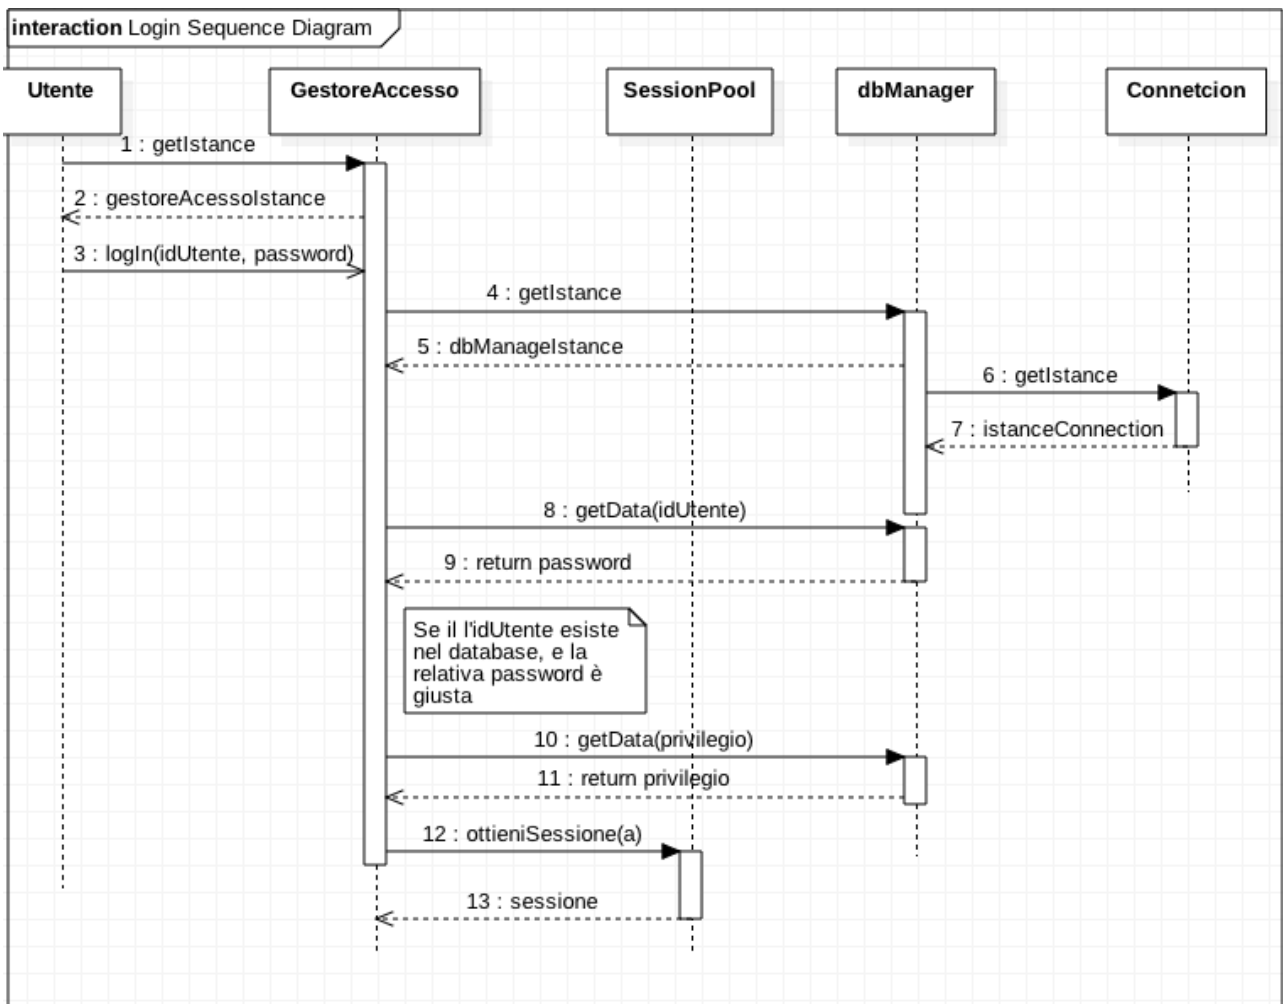 interaction Login Sequence Diagram
Utente
GestoreAccesso
SessionPool
dbManager
Connetcion
1 : getIstance
2 : gestoreAcessoIstance
3 : logIn(idUtente, password)
4 : getIstance
5 : dbManageIstance
6 : getIstance
7 : istanceConnection
8 : getData(idUtente)
9 : return password
Se il l'idUtente esiste
nel database, e la
relativa password è
giusta
10 : getData(privilegio)
11 : return privilegio
12 : ottieniSessione(a)
13 : sessione